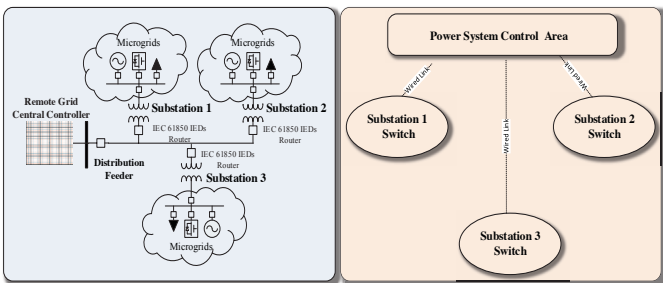 Microgrids
Microgrids
Remote Grid
Central Controller
Substation 1
Substation 2
IEC 61850 IEDs
Router
IEC 61850 IEDs
Router
Distribution
Feeder
IEC 61850 IEDs
Router
Substation 3
Microgrids
Power System Control Area
Wired Link
Wired Link
Wired Link
Substation 1
Switch
Substation 2
Switch
Substation 3
Switch